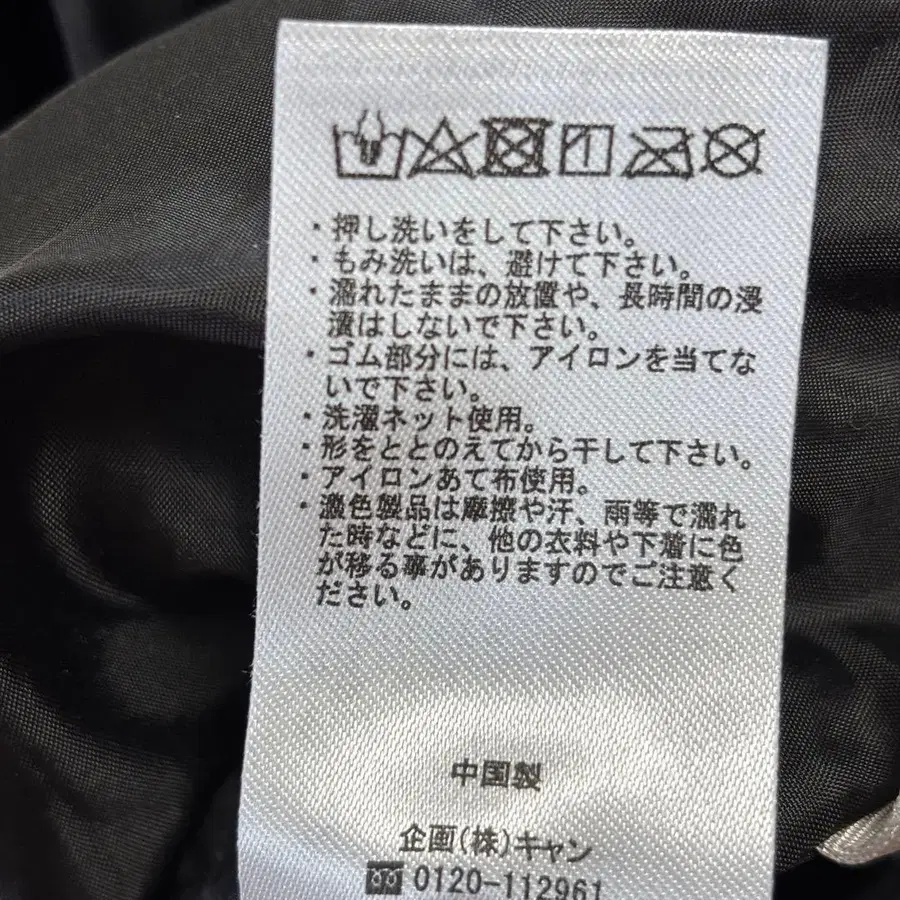 ・押し洗いをして下さい。
・もみ洗いは、避けて下さい。
・濡れたままの放置や、長時間の浸
漬はしないで下さい。
・ゴム部分には、アイロンを当てな
いで下さい。
・洗濯ネット使用。
・形をととのえてから干して下さい。
・アイロンあて布使用。
・濃色製品は摩擦や汗、雨等で濡れ
た時などに、他の衣料や下着に色
が移る事がありますのでご注意く
ださい。
中国製
企画(株)キャン
0120-112961